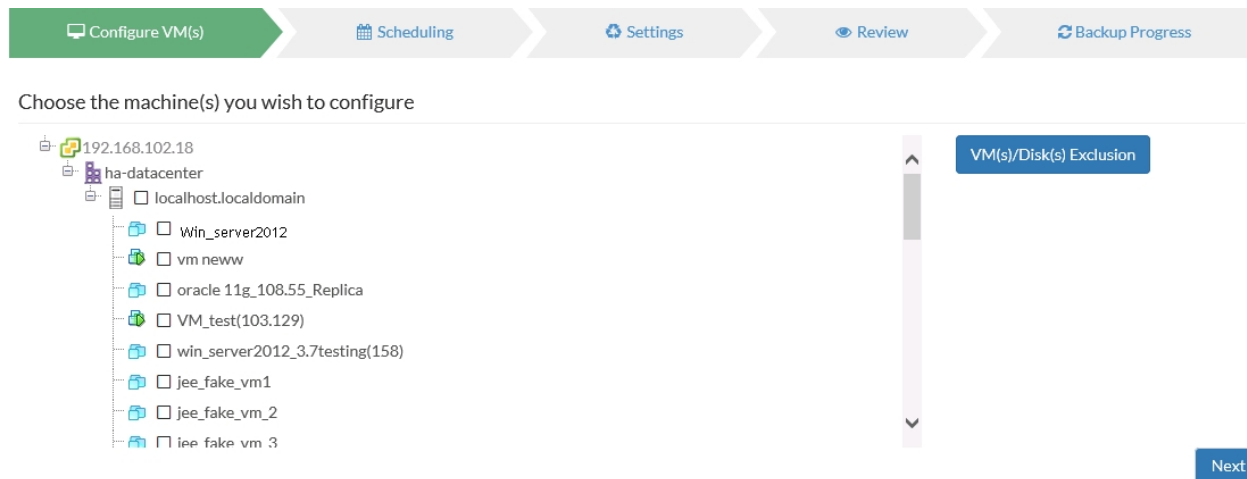 Configure VM(s) Scheduling Settings Review Backup Progress
Choose the machine(s) you wish to configure
192.168.102.18
VM(s)/Disk(s) Exclusion
ha-datacenter
localhost.localdomain
Win_server2012
vm neww
oracle 11g_108.55_Replica
VM_test(103.129)
win_server2012_3.7testing(158)
jee_fake_vm1
jee_fake_vm_2
jee_fake_vm_3
Next